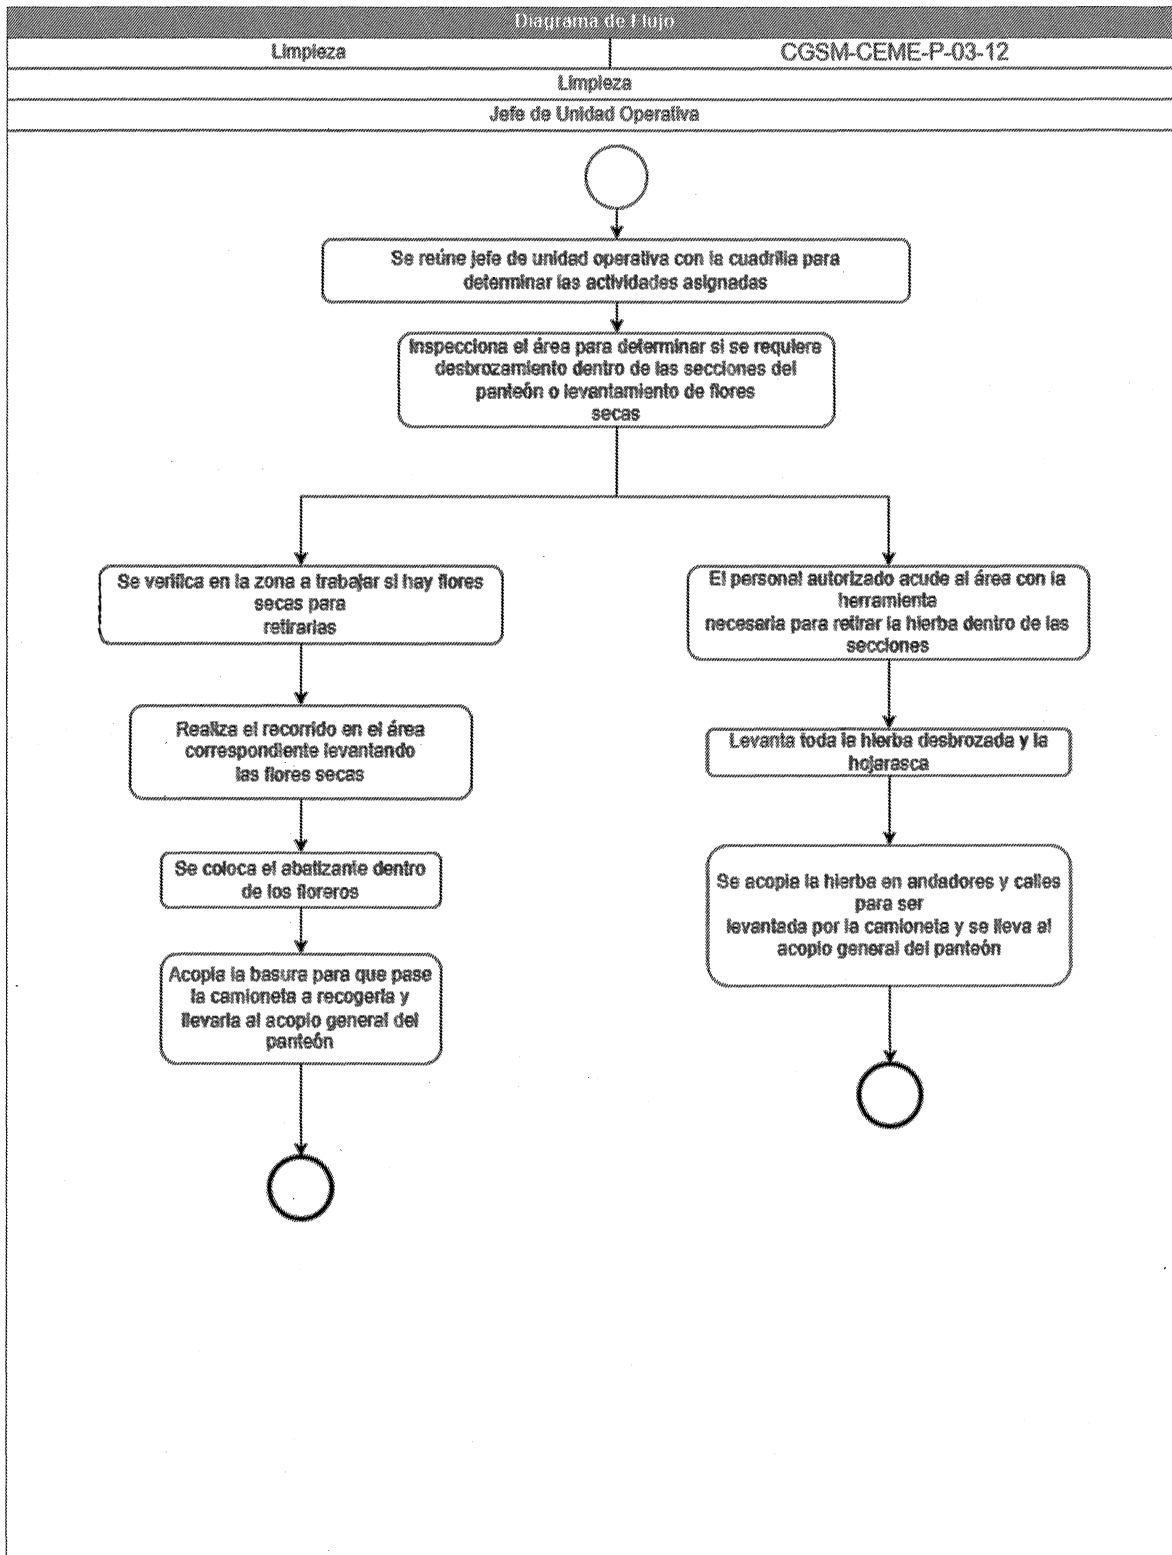 Diagrama de Flujo
Limpieza
CGSM-CEME-P-03-12
Limpieza
Jefe de Unidad Operativa
Se reúne jefe de unidad operativa con la cuadrilla para
determinar las actividades asignadas
Inspecciona el área para determinar si se requiere
desbrozamiento dentro de las secciones del
panteón o levantamiento de flores
secas
Se verifica en la zona a trabajar si hay flores
secas para
retirarlas
Realiza el recorrido en el área
correspondiente levantando
las flores secas
Se coloca el abatizante dentro
de los floreros
Acopia la basura para que pase
la camioneta a recogerla y
llevarla al acopio general del
panteón
El personal autorizado acude al área con la
herramienta
necesaria para retirar la hierba dentro de las
secciones
Levanta toda la hierba desbrozada y la
hojarasca
Se acopia la hierba en andadores y calles
para ser
levantada por la camioneta y se lleva al
acopio general del panteón